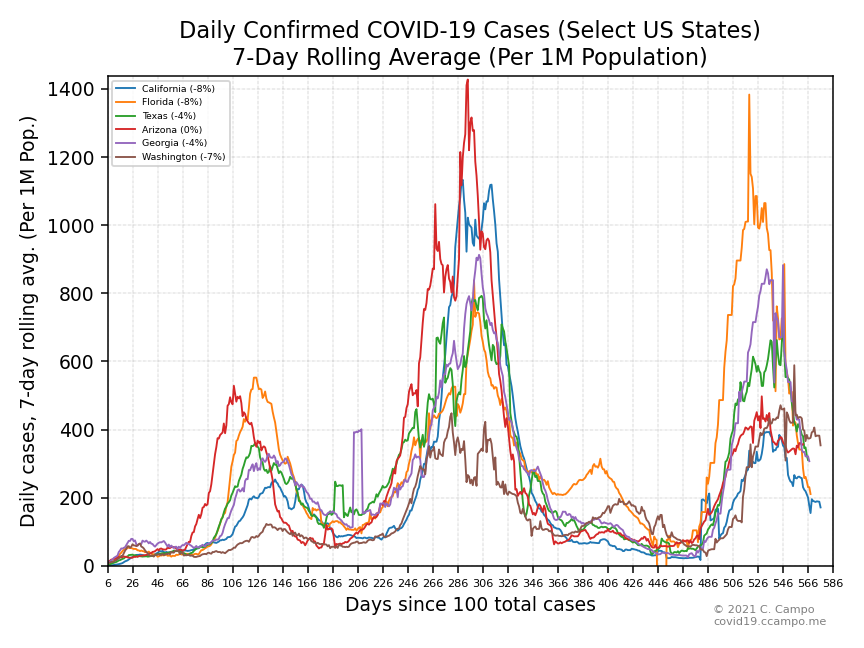 Daily Confirmed COVID-19 Cases (Select US States)
7-Day Rolling Average (Per 1M Population)
Daily cases, 7-day rolling avg. (Per 1M Pop.)
1400
1200
1000
800
600
400
200
0
California (-8%)
Florida (-8%)
Texas (-4%)
Arizona (0%)
Georgia (-4%)
Washington (-7%)
6 26 46 66 86 106 126 146 166 186 206 226 246 266 286 306 326 346 366 386 406 426 446 466 486 506 526 546 566 586
Days since 100 total cases
© 2021 C. Campo
covid19.ccampo.me